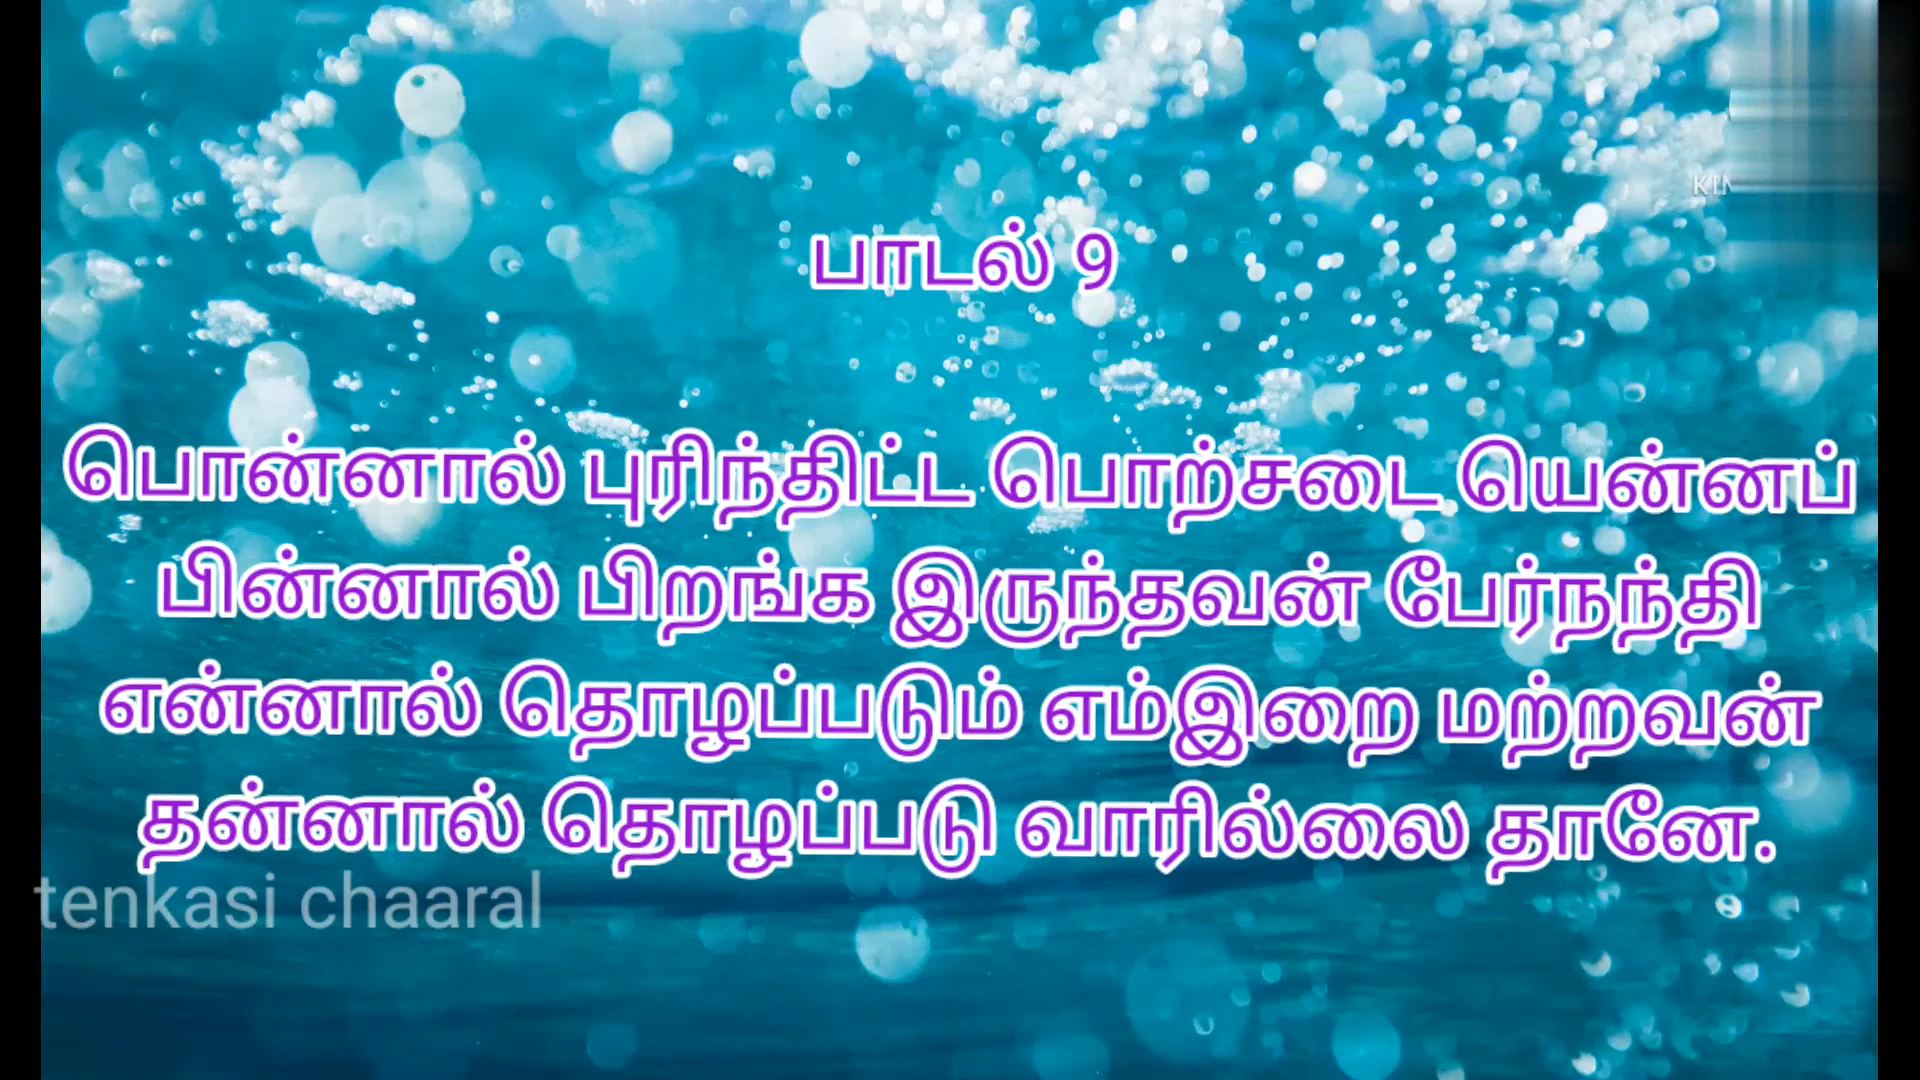 பாடல் 9
பொன்னால் புரிந்திட்ட பொற்சடை யென்னப்
பின்னால் பிறங்க இருந்தவன் பேர்நந்தி
என்னால் தொழப்படும் எம்இறை மற்றவன்
தன்னால் தொழப்படு வாரில்லை தானே.
tenkasi chaaral